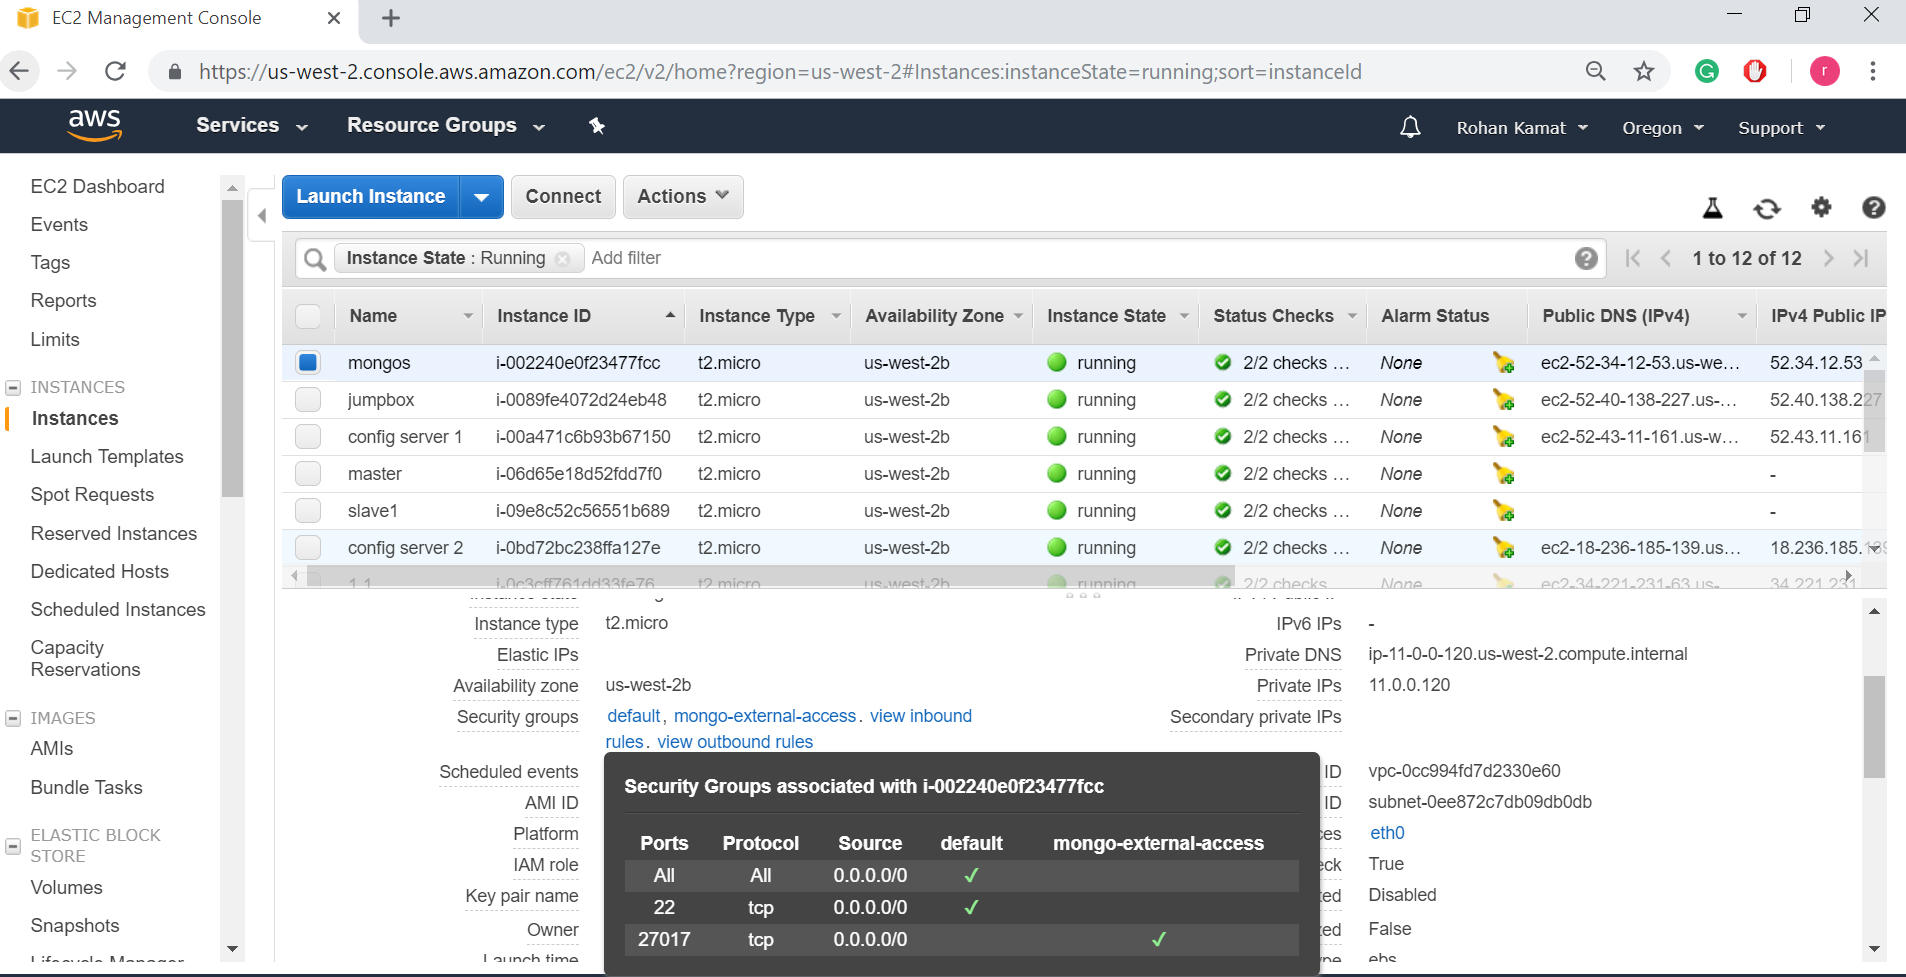 EC2 Management Console
https://us-west-2.console.aws.amazon.com/ec2/v2/home?region=us-west-2#Instances:instanceState=running;sort=instanceId
r
aws Services Resource Groups Rohan Kamat Oregon Support
EC2 Dashboard
Events
Tags
Reports
Limits
INSTANCES
Instances
Launch Templates
Spot Requests
Reserved Instances
Dedicated Hosts
Scheduled Instances
Capacity
Reservations
IMAGES
AMIs
Bundle Tasks
ELASTIC BLOCK
STORE
Volumes
Snapshots
Lifecycle Manager
Launch Instance Connect Actions
Instance State : Running Add filter 1 to 12 of 12
Name Instance ID Instance Type Availability Zone Instance State Status Checks Alarm Status Public DNS (IPv4) IPv4 Public IP
mongos i-002240e0f23477fcc t2.micro us-west-2b running 2/2 checks ... None ec2-52-34-12-53.us-we... 52.34.12.53
jumpbox i-0089fe4072d24eb48 t2.micro us-west-2b running 2/2 checks ... None ec2-52-40-138-227.us-... 52.40.138.227
config server 1 i-00a471c6b93b67150 t2.micro us-west-2b running 2/2 checks ... None ec2-52-43-11-161.us-w... 52.43.11.161
master i-06d65e18d52fdd7f0 t2.micro us-west-2b running 2/2 checks ... None -
slave1 i-09e8c52c56551b689 t2.micro us-west-2b running 2/2 checks ... None -
config server 2 i-0bd72bc238ffa127e t2.micro us-west-2b running 2/2 checks ... None ec2-18-236-185-139.us... 18.236.185.139
1.1 i-0c3cff761dd33fe76 t2.micro us-west-2b running 2/2 checks ... None ec2-34-221-231-63.us- 34.221.231
Instance type t2.micro IPv6 IPs -
Elastic IPs Private DNS ip-11-0-0-120.us-west-2.compute.internal
Availability zone us-west-2b Private IPs 11.0.0.120
Security groups default, mongo-external-access. view inbound Secondary private IPs
rules. view outbound rules
Scheduled events ID vpc-0cc994fd7d2330e60
AMI ID ID subnet-0ee872c7db09db0db
Platform ces eth0
IAM role eck True
Key pair name ted Disabled
Owner zed False
Launch time pe ebs
Security Groups associated with i-002240e0f23477fcc
Ports Protocol Source default mongo-external-access
All All 0.0.0.0/0 ✓
22 tcp 0.0.0.0/0 ✓
27017 tcp 0.0.0.0/0 ✓